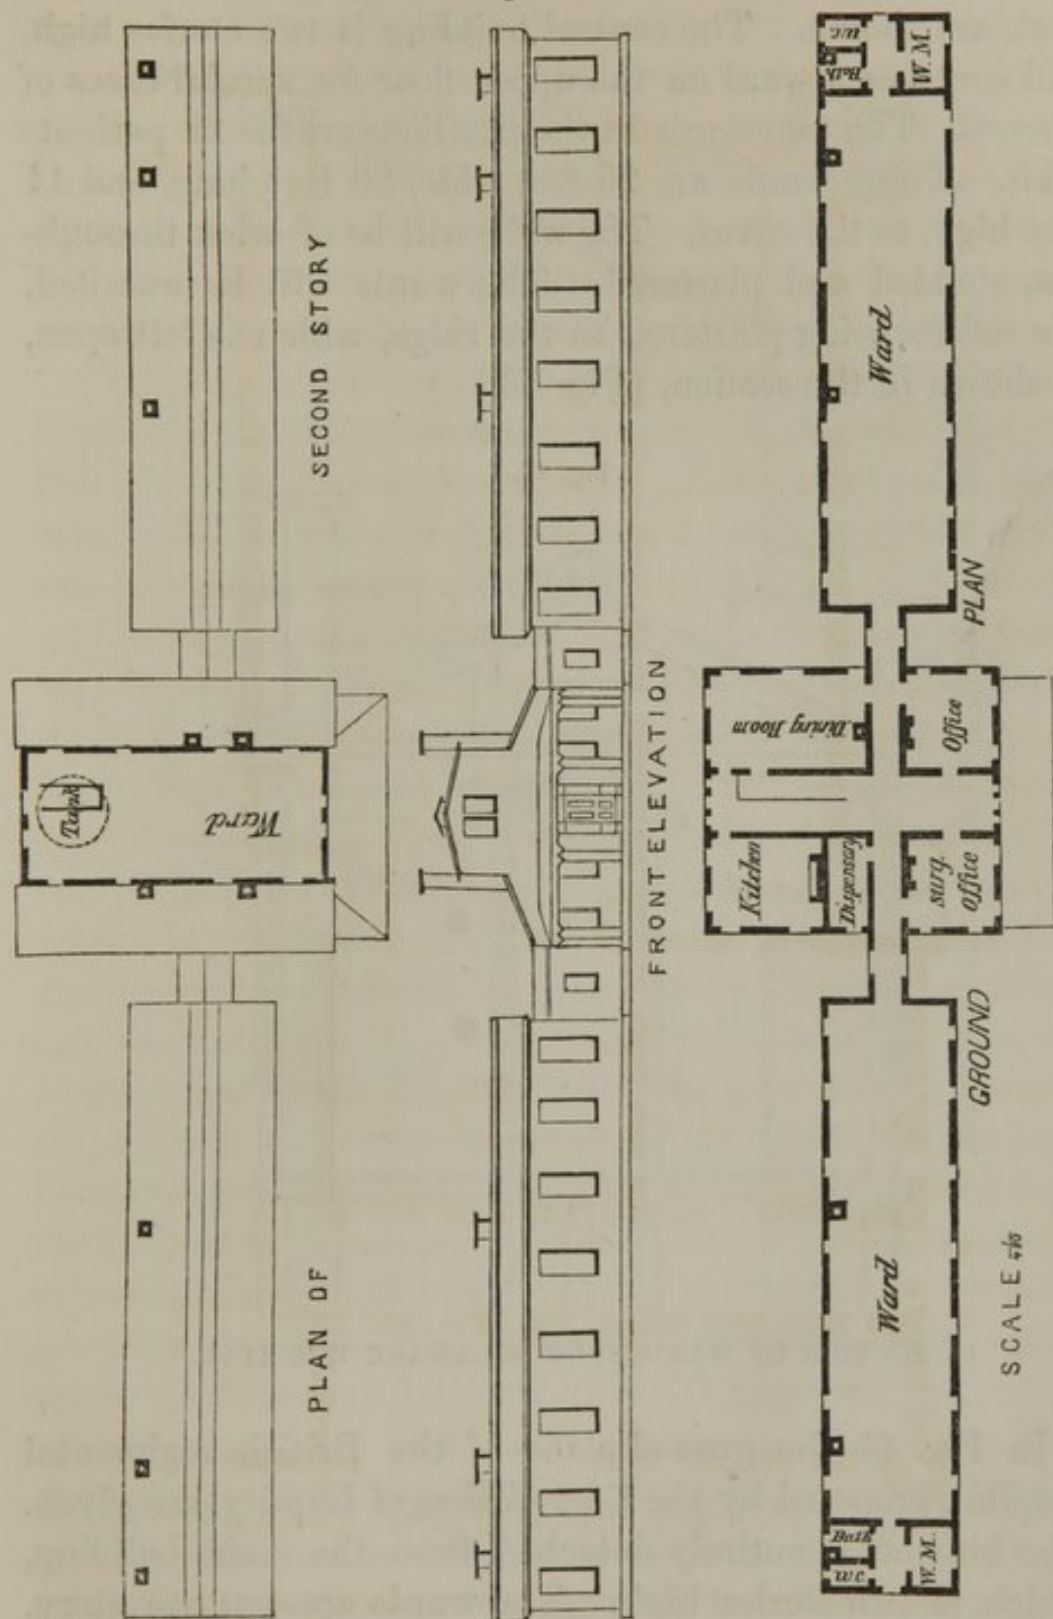 Tank
Ward
PLAN OF SECOND STORY
FRONT ELEVATION
W.C.
Bath
W.M.
Ward
Kitchen
Dispensary
Surg.
Office
Dining Room
Office
Ward
W.C.
Bath
W.M.
GROUND PLAN
SCALE